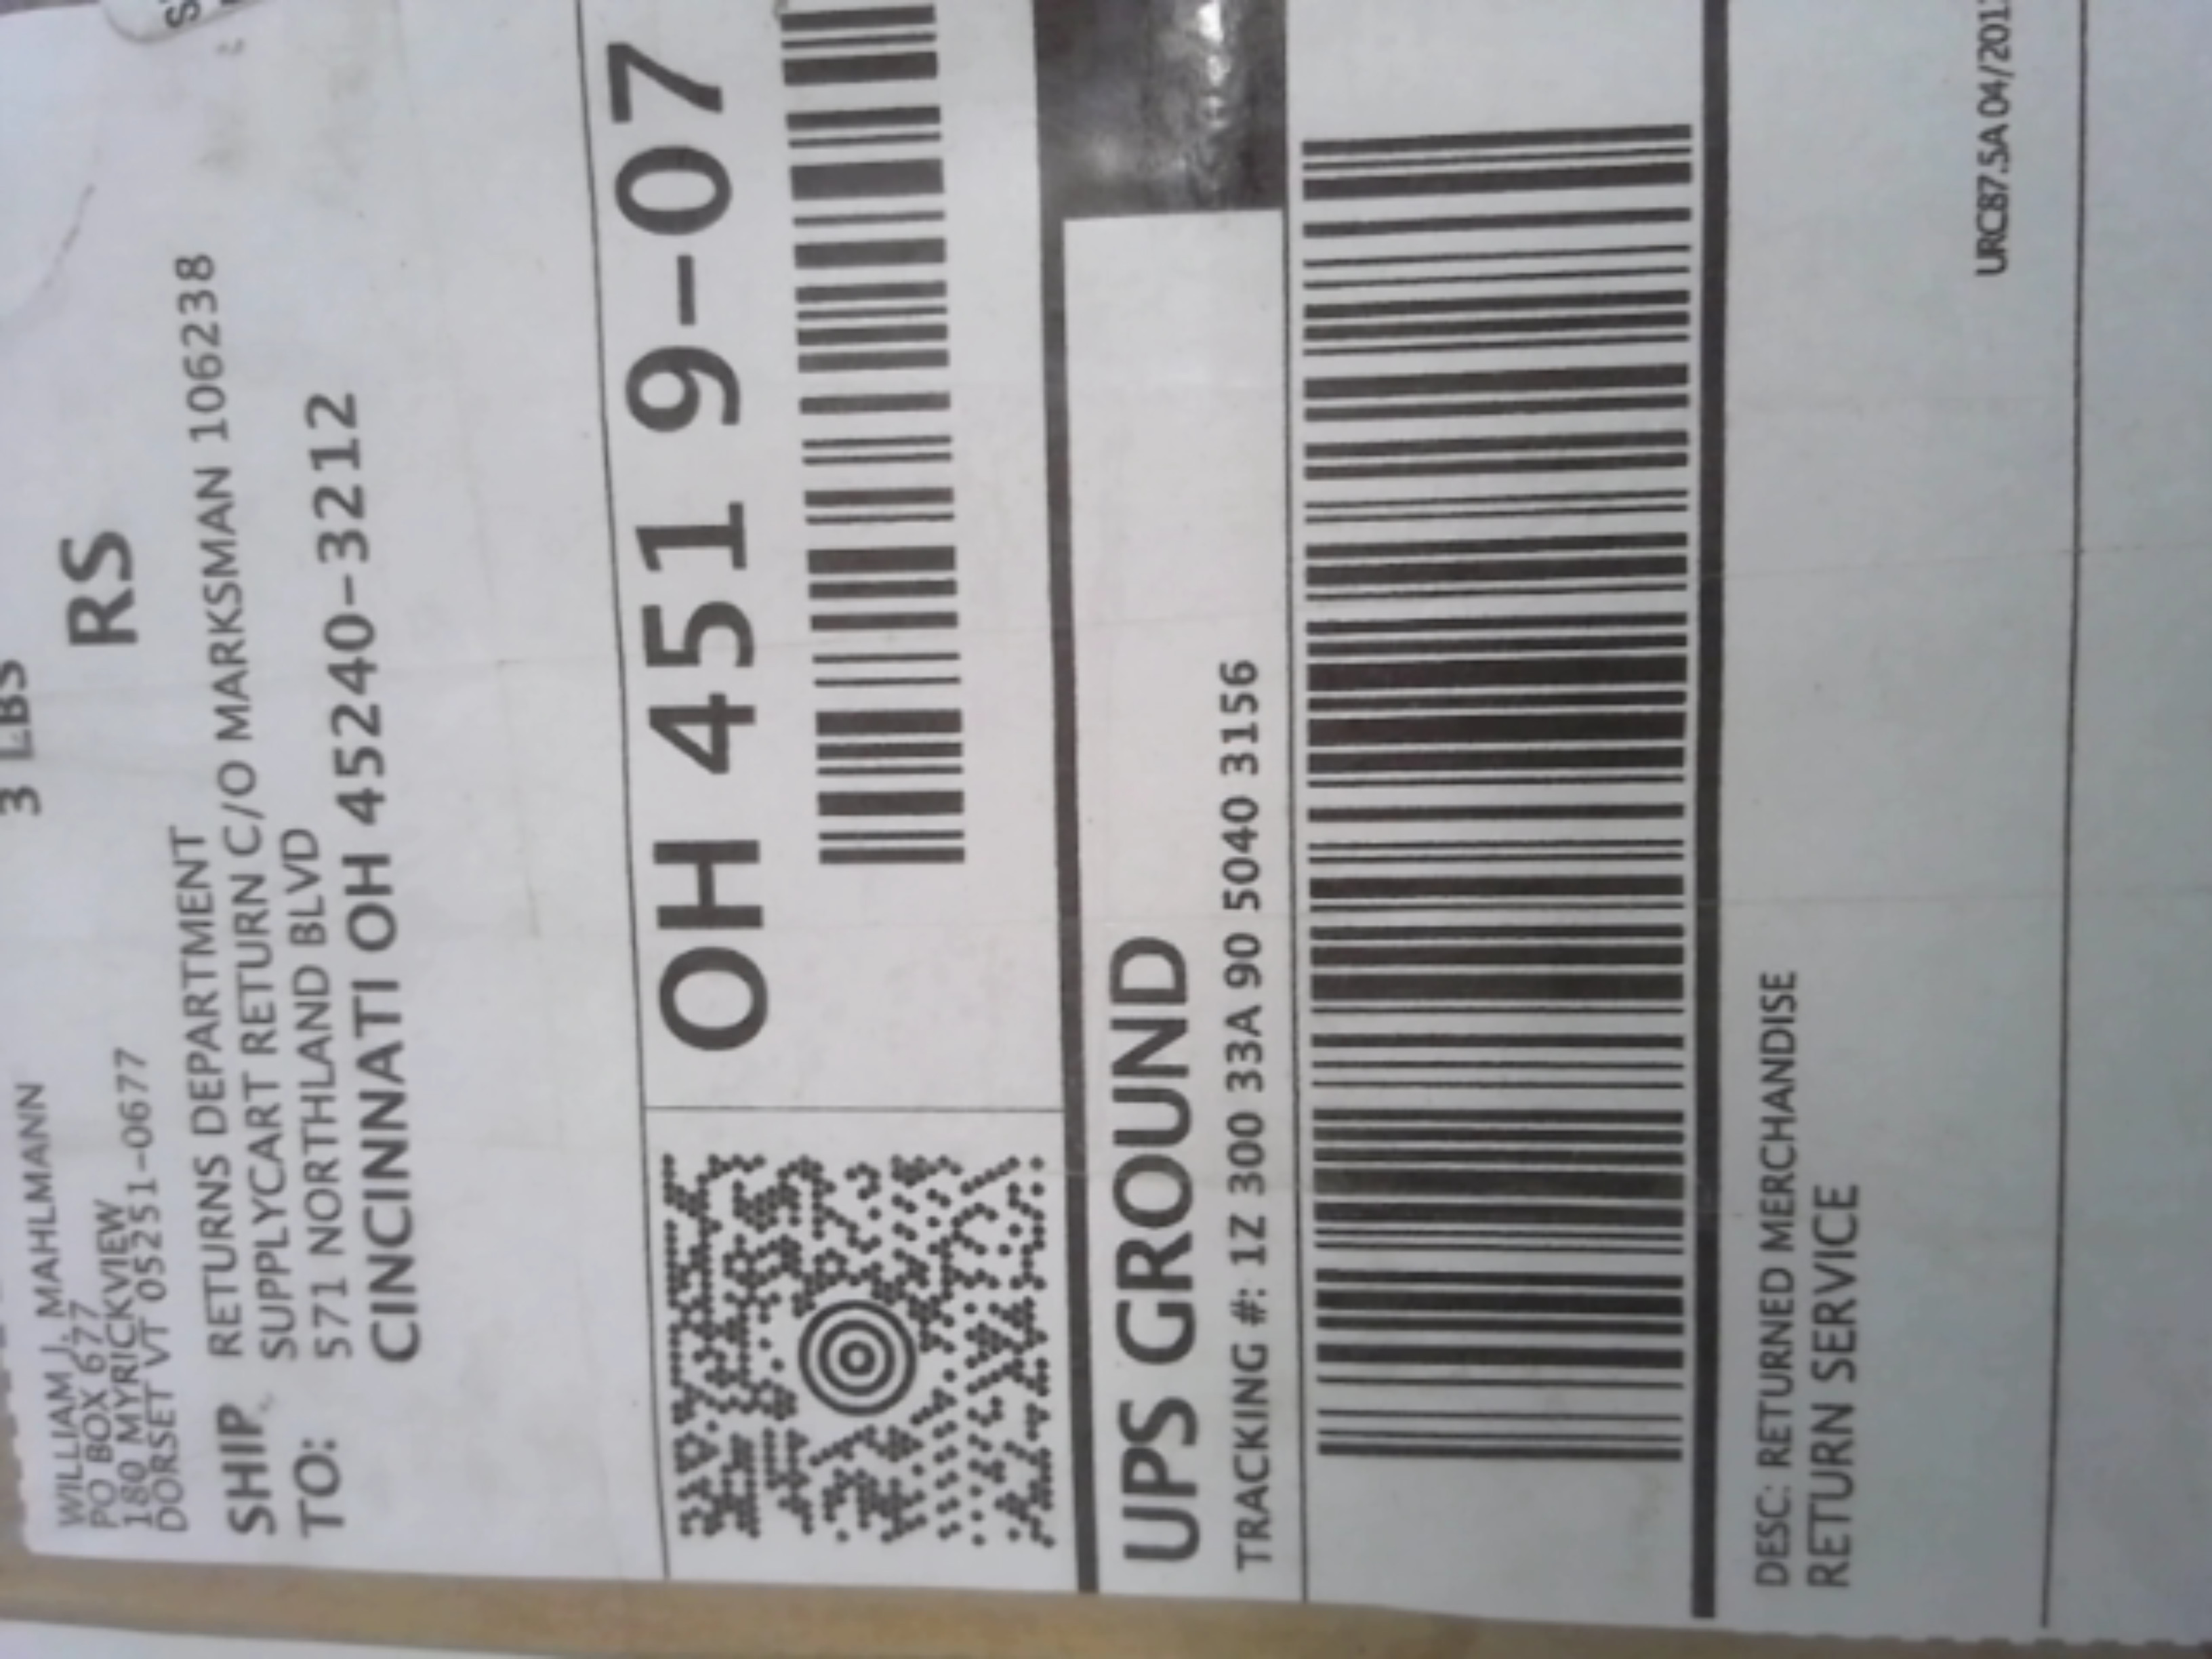 3 LBS
RS
WILLIAM J. MAHLMANN
PO BOX 677
180 MYRICKVIEW
DORSET VT 05251-0677
SHIP TO:
RETURNS DEPARTMENT
SUPPLYCART RETURN C/O MARKSMAN 106238
571 NORTHLAND BLVD
CINCINNATI OH 45240-3212
OH 451 9-07
UPS GROUND
TRACKING #: 1Z 300 33A 90 5040 3156
DESC: RETURNED MERCHANDISE
RETURN SERVICE
URC87.5A